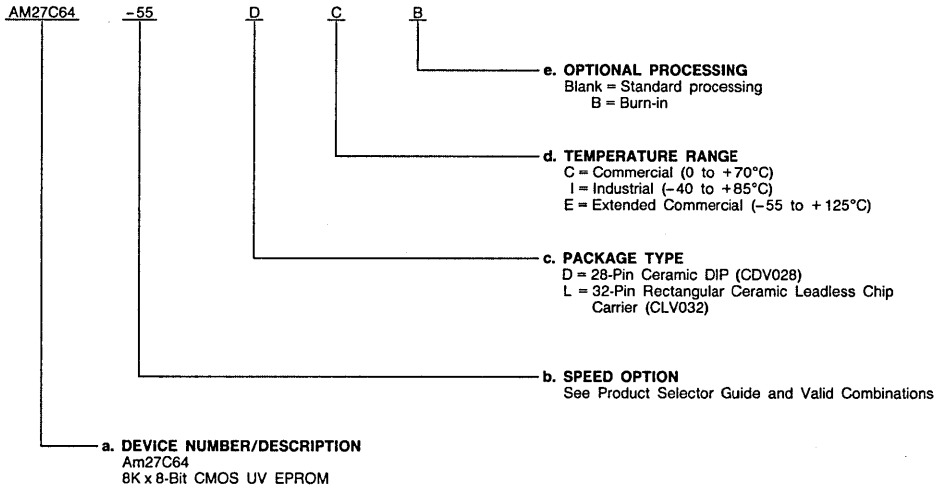 AM27C64 -55 D C B
e. OPTIONAL PROCESSING
Blank = Standard processing
B = Burn-in
d. TEMPERATURE RANGE
C = Commercial (0 to +70°C)
I = Industrial (–40 to +85°C)
E = Extended Commercial (–55 to +125°C)
c. PACKAGE TYPE
D = 28-Pin Ceramic DIP (CDV028)
L = 32-Pin Rectangular Ceramic Leadless Chip
Carrier (CLV032)
b. SPEED OPTION
See Product Selector Guide and Valid Combinations
a. DEVICE NUMBER/DESCRIPTION
Am27C64
8K x 8-Bit CMOS UV EPROM